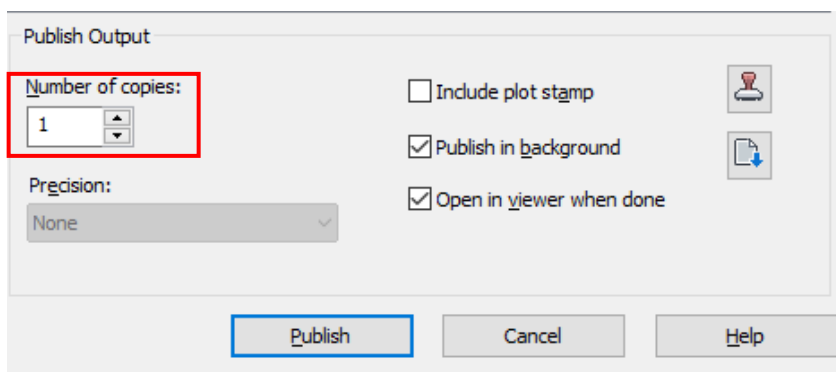 Publish Output
Number of copies:
1
Include plot stamp
Publish in background
Precision:
None
Open in viewer when done
Publish
Cancel
Help